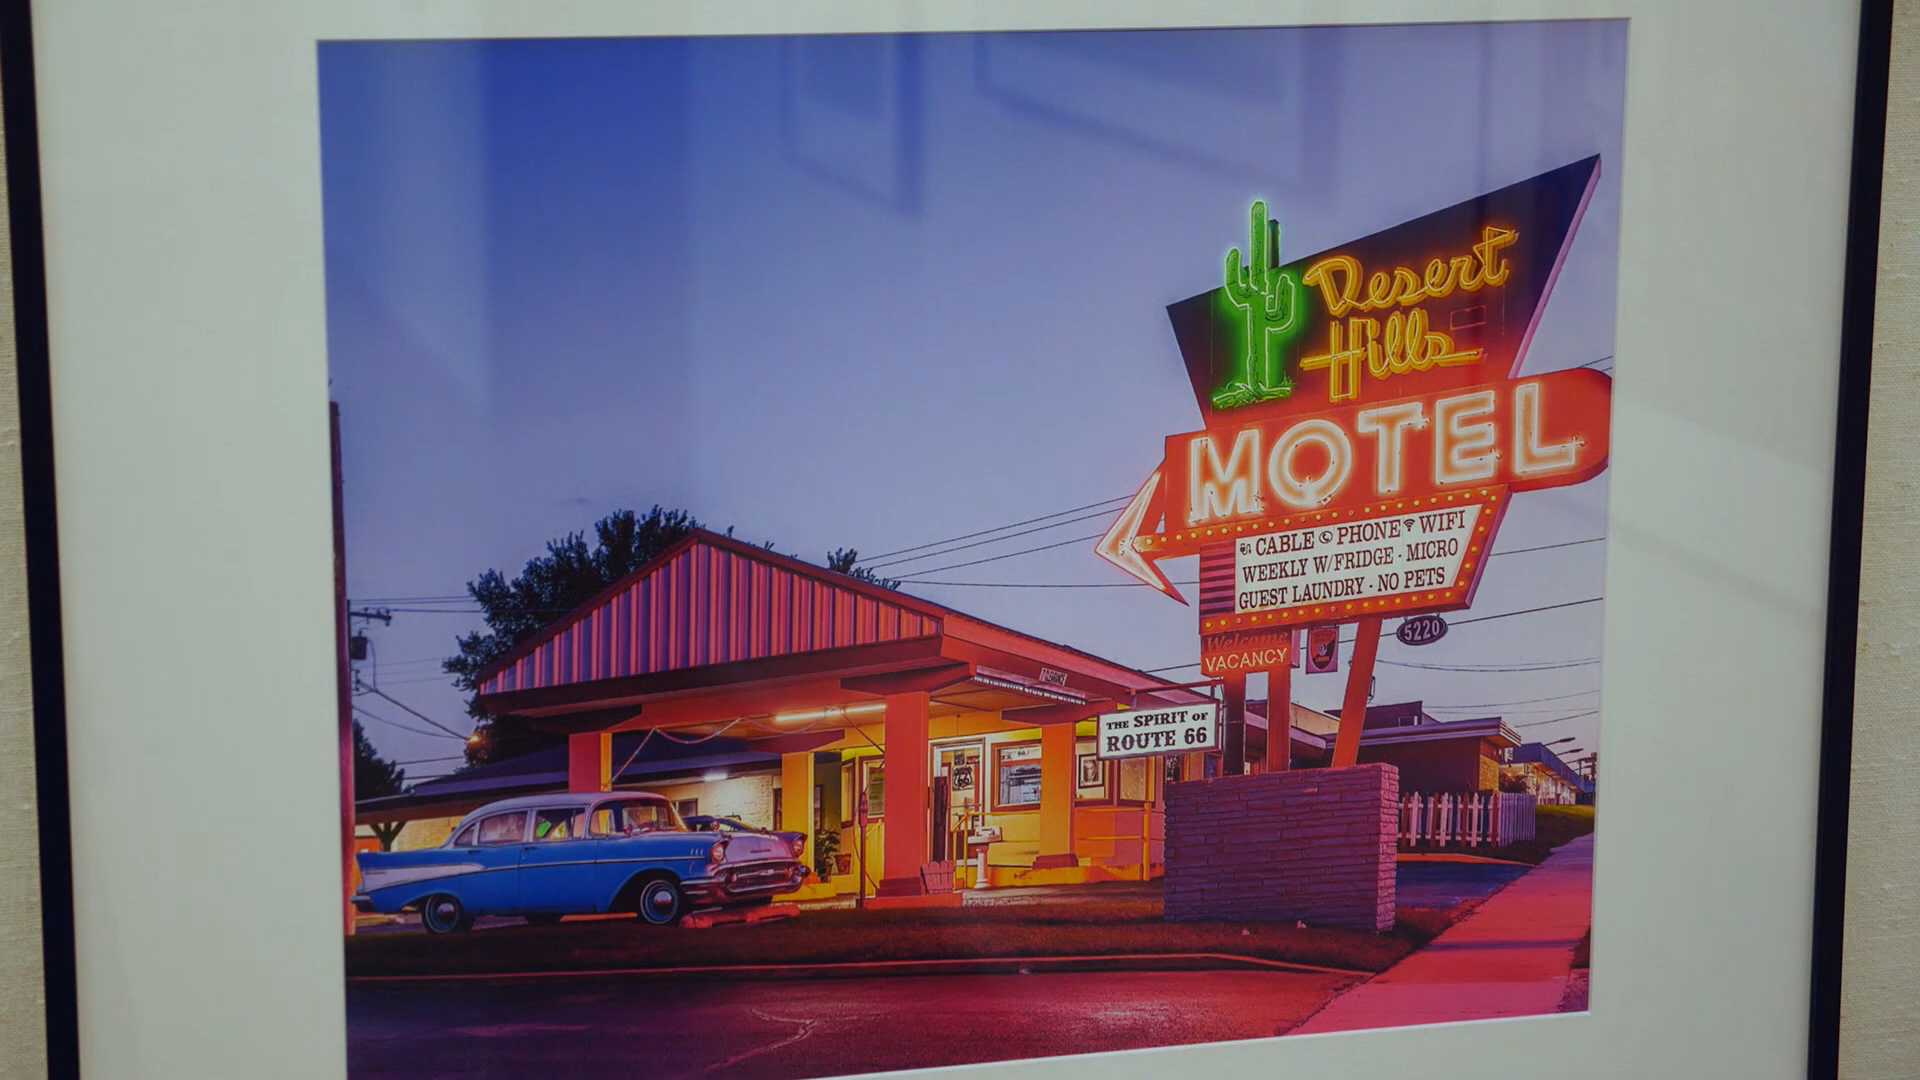 Desert
Hills
MOTEL
CABLE PHONE WIFI
WEEKLY W/FRIDGE · MICRO
GUEST LAUNDRY · NO PETS
5220
Welcome
VACANCY
THE SPIRIT OF
ROUTE 66